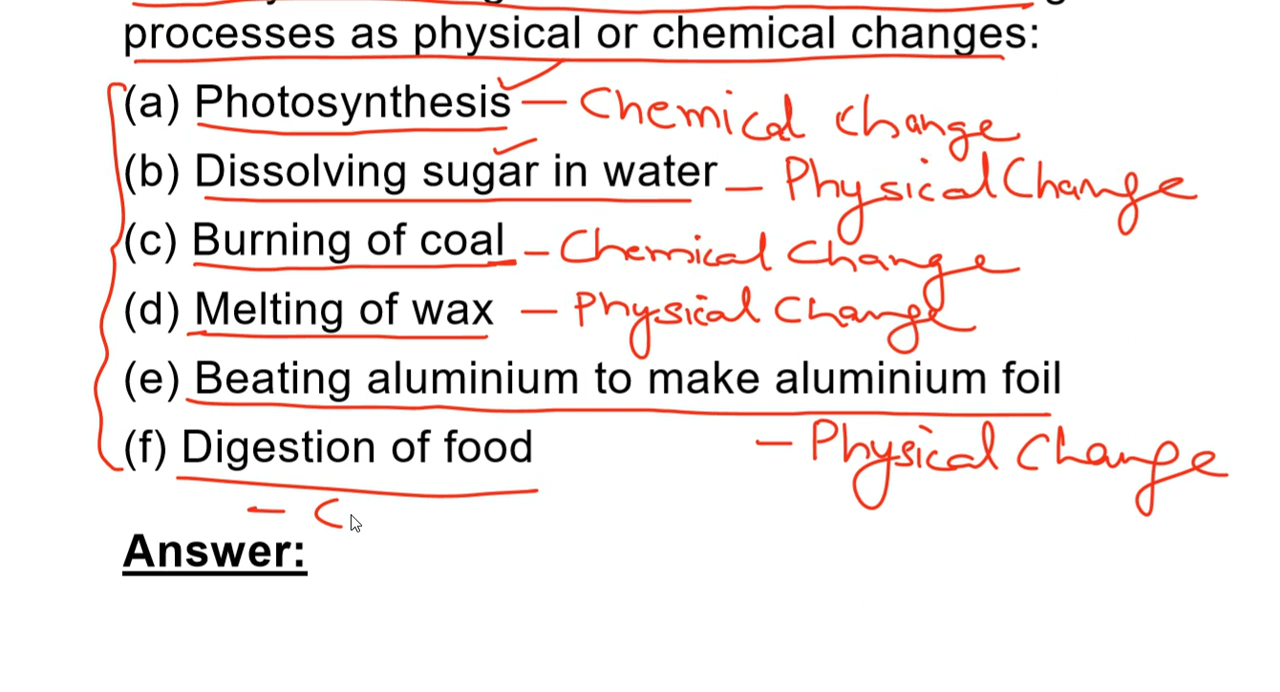 processes as physical or chemical changes:
(a) Photosynthesis — Chemical change
(b) Dissolving sugar in water — Physical Change
(c) Burning of coal — Chemical Change
(d) Melting of wax — Physical Change
(e) Beating aluminium to make aluminium foil
— Physical Change
(f) Digestion of food
— C
Answer: